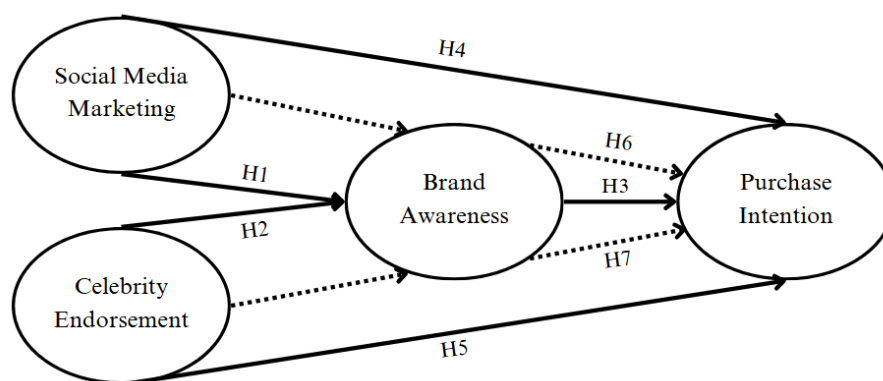 Social Media
Marketing
H4
H1
H2
Brand
Awareness
H6
H3
H7
Purchase
Intention
Celebrity
Endorsement
H5